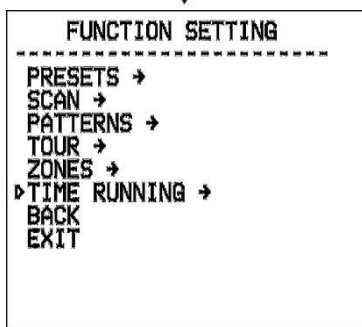 FUNCTION SETTING
PRESETS →
SCAN →
PATTERNS →
TOUR →
ZONES →
TIME RUNNING →
BACK
EXIT